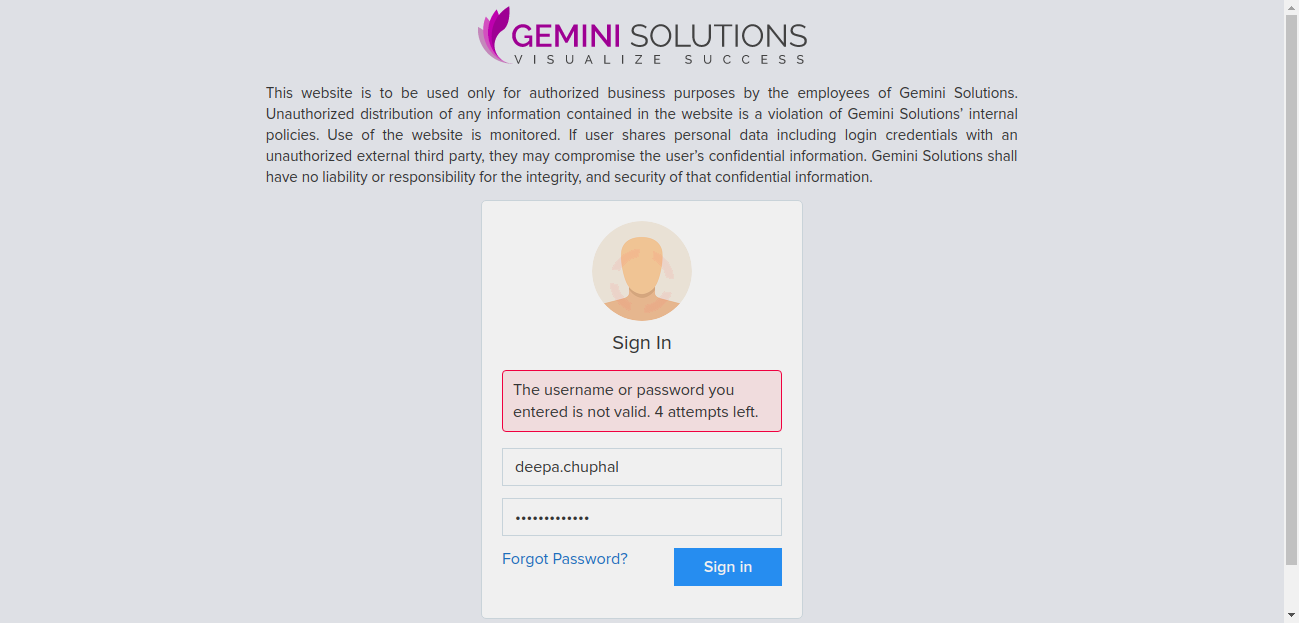 GEMINI SOLUTIONS
VISUALIZE SUCCESS
This website is to be used only for authorized business purposes by the employees of Gemini Solutions.
Unauthorized distribution of any information contained in the website is a violation of Gemini Solutions’ internal
policies. Use of the website is monitored. If user shares personal data including login credentials with an
unauthorized external third party, they may compromise the user’s confidential information. Gemini Solutions shall
have no liability or responsibility for the integrity, and security of that confidential information.
Sign In
The username or password you
entered is not valid. 4 attempts left.
deepa.chuphal
•••••••••••••
Forgot Password?
Sign in